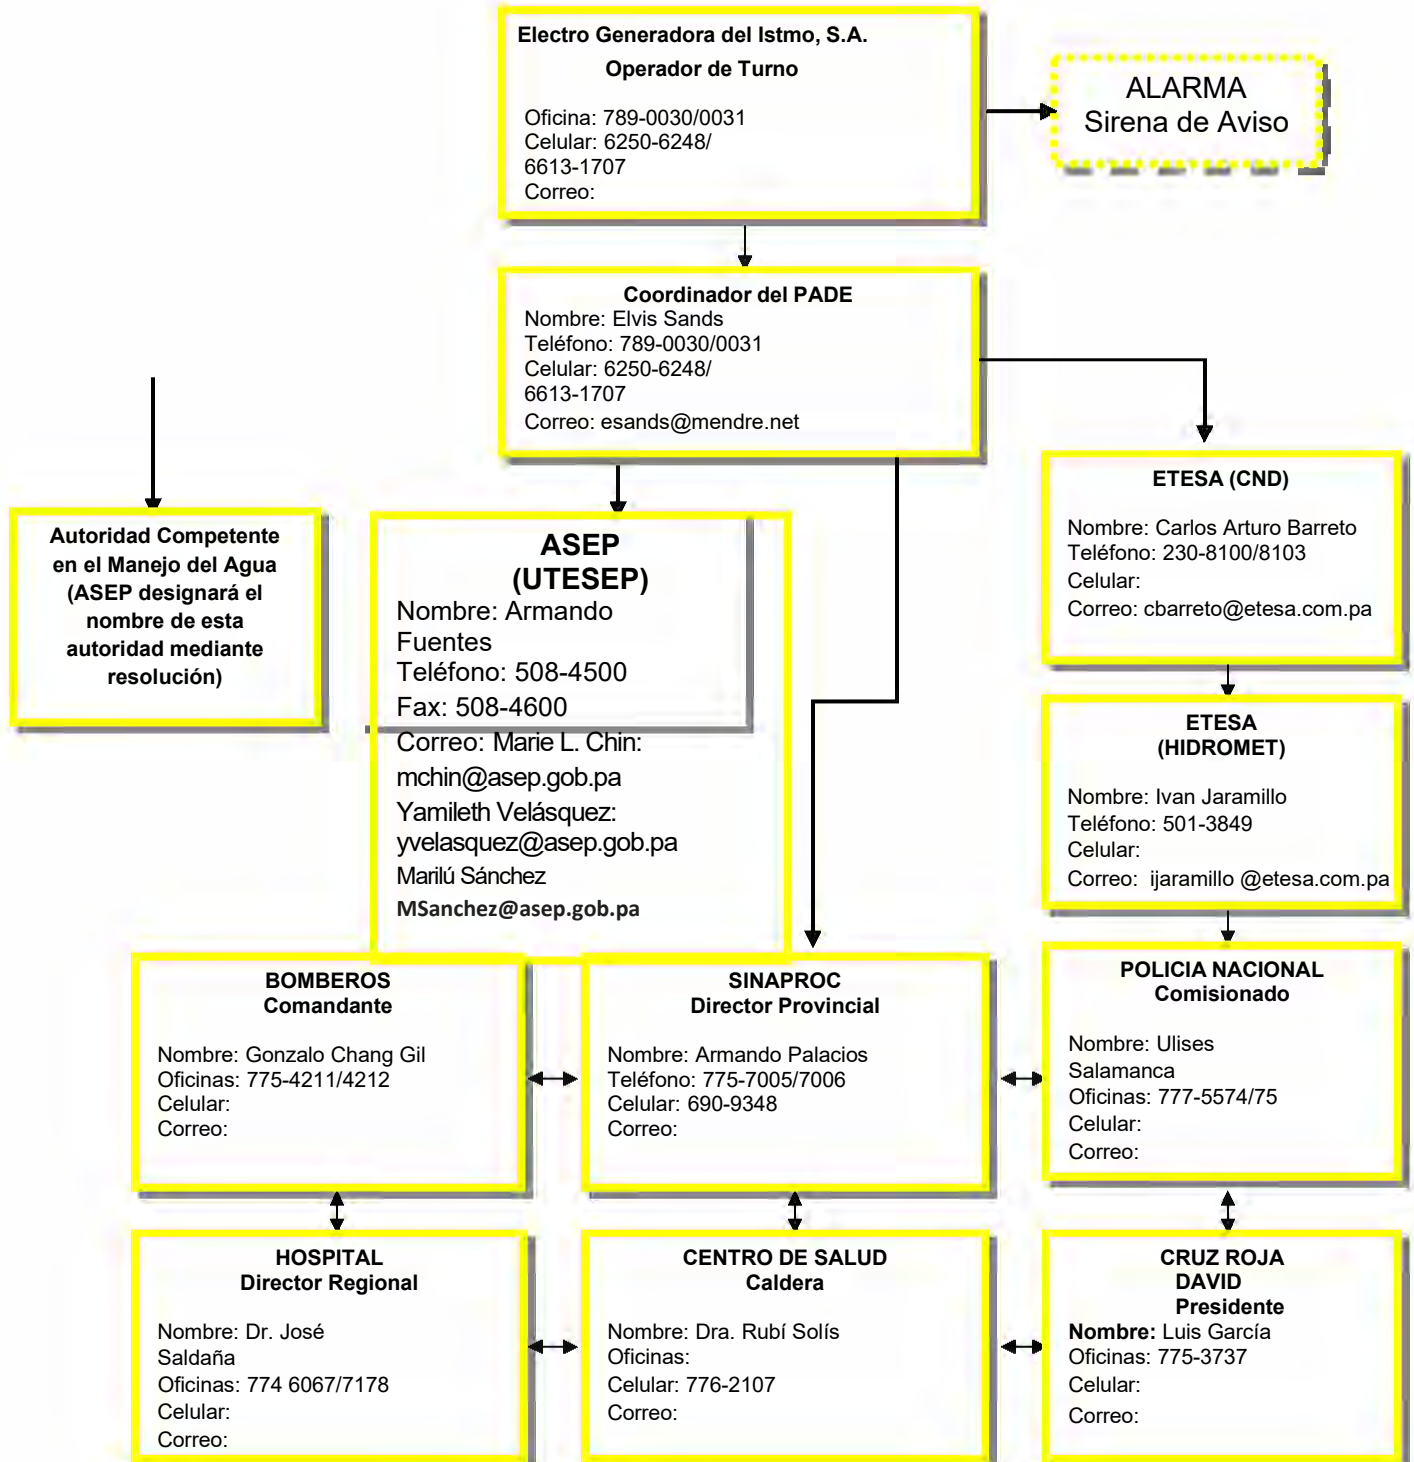 Electro Generadora del Istmo, S.A.
Operador de Turno
Oficina: 789-0030/0031
Celular: 6250-6248/
6613-1707
Correo:
ALARMA
Sirena de Aviso
Coordinador del PADE
Nombre: Elvis Sands
Teléfono: 789-0030/0031
Celular: 6250-6248/
6613-1707
Correo: esands@mendre.net
Autoridad Competente
en el Manejo del Agua
(ASEP designará el
nombre de esta
autoridad mediante
resolución)
ASEP
(UTESEP)
Nombre: Armando
Fuentes
Teléfono: 508-4500
Fax: 508-4600
Correo: Marie L. Chin:
mchin@asep.gob.pa
Yamileth Velásquez:
yvelasquez@asep.gob.pa
Marilú Sánchez
MSanchez@asep.gob.pa
ETESA (CND)
Nombre: Carlos Arturo Barreto
Teléfono: 230-8100/8103
Celular:
Correo: cbarreto@etesa.com.pa
ETESA
(HIDROMET)
Nombre: Ivan Jaramillo
Teléfono: 501-3849
Celular:
Correo: ijaramillo @etesa.com.pa
BOMBEROS
Comandante
Nombre: Gonzalo Chang Gil
Oficinas: 775-4211/4212
Celular:
Correo:
SINAPROC
Director Provincial
Nombre: Armando Palacios
Teléfono: 775-7005/7006
Celular: 690-9348
Correo:
POLICIA NACIONAL
Comisionado
Nombre: Ulises
Salamanca
Oficinas: 777-5574/75
Celular:
Correo:
HOSPITAL
Director Regional
Nombre: Dr. José
Saldaña
Oficinas: 774 6067/7178
Celular:
Correo:
CENTRO DE SALUD
Caldera
Nombre: Dra. Rubí Solís
Oficinas:
Celular: 776-2107
Correo:
CRUZ ROJA
DAVID
Presidente
Nombre: Luis García
Oficinas: 775-3737
Celular:
Correo: